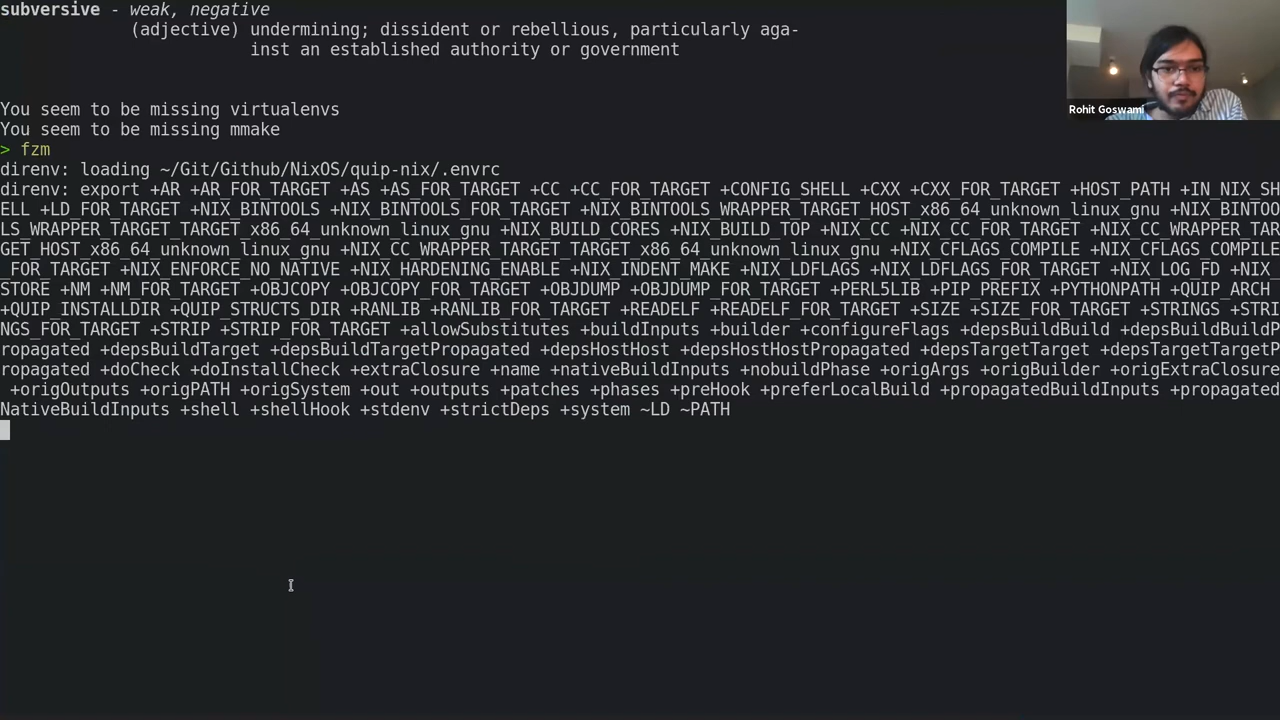 subversive - weak, negative
(adjective) undermining; dissident or rebellious, particularly aga-
inst an established authority or government
Rohit Goswami
You seem to be missing virtualenvs
You seem to be missing mmake
> fzm
direnv: loading ~/Git/Github/NixOS/quip-nix/.envrc
direnv: export +AR +AR_FOR_TARGET +AS +AS_FOR_TARGET +CC +CC_FOR_TARGET +CONFIG_SHELL +CXX +CXX_FOR_TARGET +HOST_PATH +IN_NIX_SH
ELL +LD_FOR_TARGET +NIX_BINTOOLS +NIX_BINTOOLS_FOR_TARGET +NIX_BINTOOLS_WRAPPER_TARGET_HOST_x86_64_unknown_linux_gnu +NIX_BINTOO
LS_WRAPPER_TARGET_TARGET_x86_64_unknown_linux_gnu +NIX_BUILD_CORES +NIX_BUILD_TOP +NIX_CC +NIX_CC_FOR_TARGET +NIX_CC_WRAPPER_TAR
GET_HOST_x86_64_unknown_linux_gnu +NIX_CC_WRAPPER_TARGET_TARGET_x86_64_unknown_linux_gnu +NIX_CFLAGS_COMPILE +NIX_CFLAGS_COMPILE
_FOR_TARGET +NIX_ENFORCE_NO_NATIVE +NIX_HARDENING_ENABLE +NIX_INDENT_MAKE +NIX_LDFLAGS +NIX_LDFLAGS_FOR_TARGET +NIX_LOG_FD +NIX_
STORE +NM +NM_FOR_TARGET +OBJCOPY +OBJCOPY_FOR_TARGET +OBJDUMP +OBJDUMP_FOR_TARGET +PERL5LIB +PIP_PREFIX +PYTHONPATH +QUIP_ARCH
+QUIP_INSTALLDIR +QUIP_STRUCTS_DIR +RANLIB +RANLIB_FOR_TARGET +READELF +READELF_FOR_TARGET +SIZE +SIZE_FOR_TARGET +STRINGS +STRI
NGS_FOR_TARGET +STRIP +STRIP_FOR_TARGET +allowSubstitutes +buildInputs +builder +configureFlags +depsBuildBuild +depsBuildBuildP
ropagated +depsBuildTarget +depsBuildTargetPropagated +depsHostHost +depsHostHostPropagated +depsTargetTarget +depsTargetTargetP
ropagated +doCheck +doInstallCheck +extraClosure +name +nativeBuildInputs +nobuildPhase +origArgs +origBuilder +origExtraClosure
+origOutputs +origPATH +origSystem +out +outputs +patches +phases +preHook +preferLocalBuild +propagatedBuildInputs +propagated
NativeBuildInputs +shell +shellHook +stdenv +strictDeps +system ~LD ~PATH